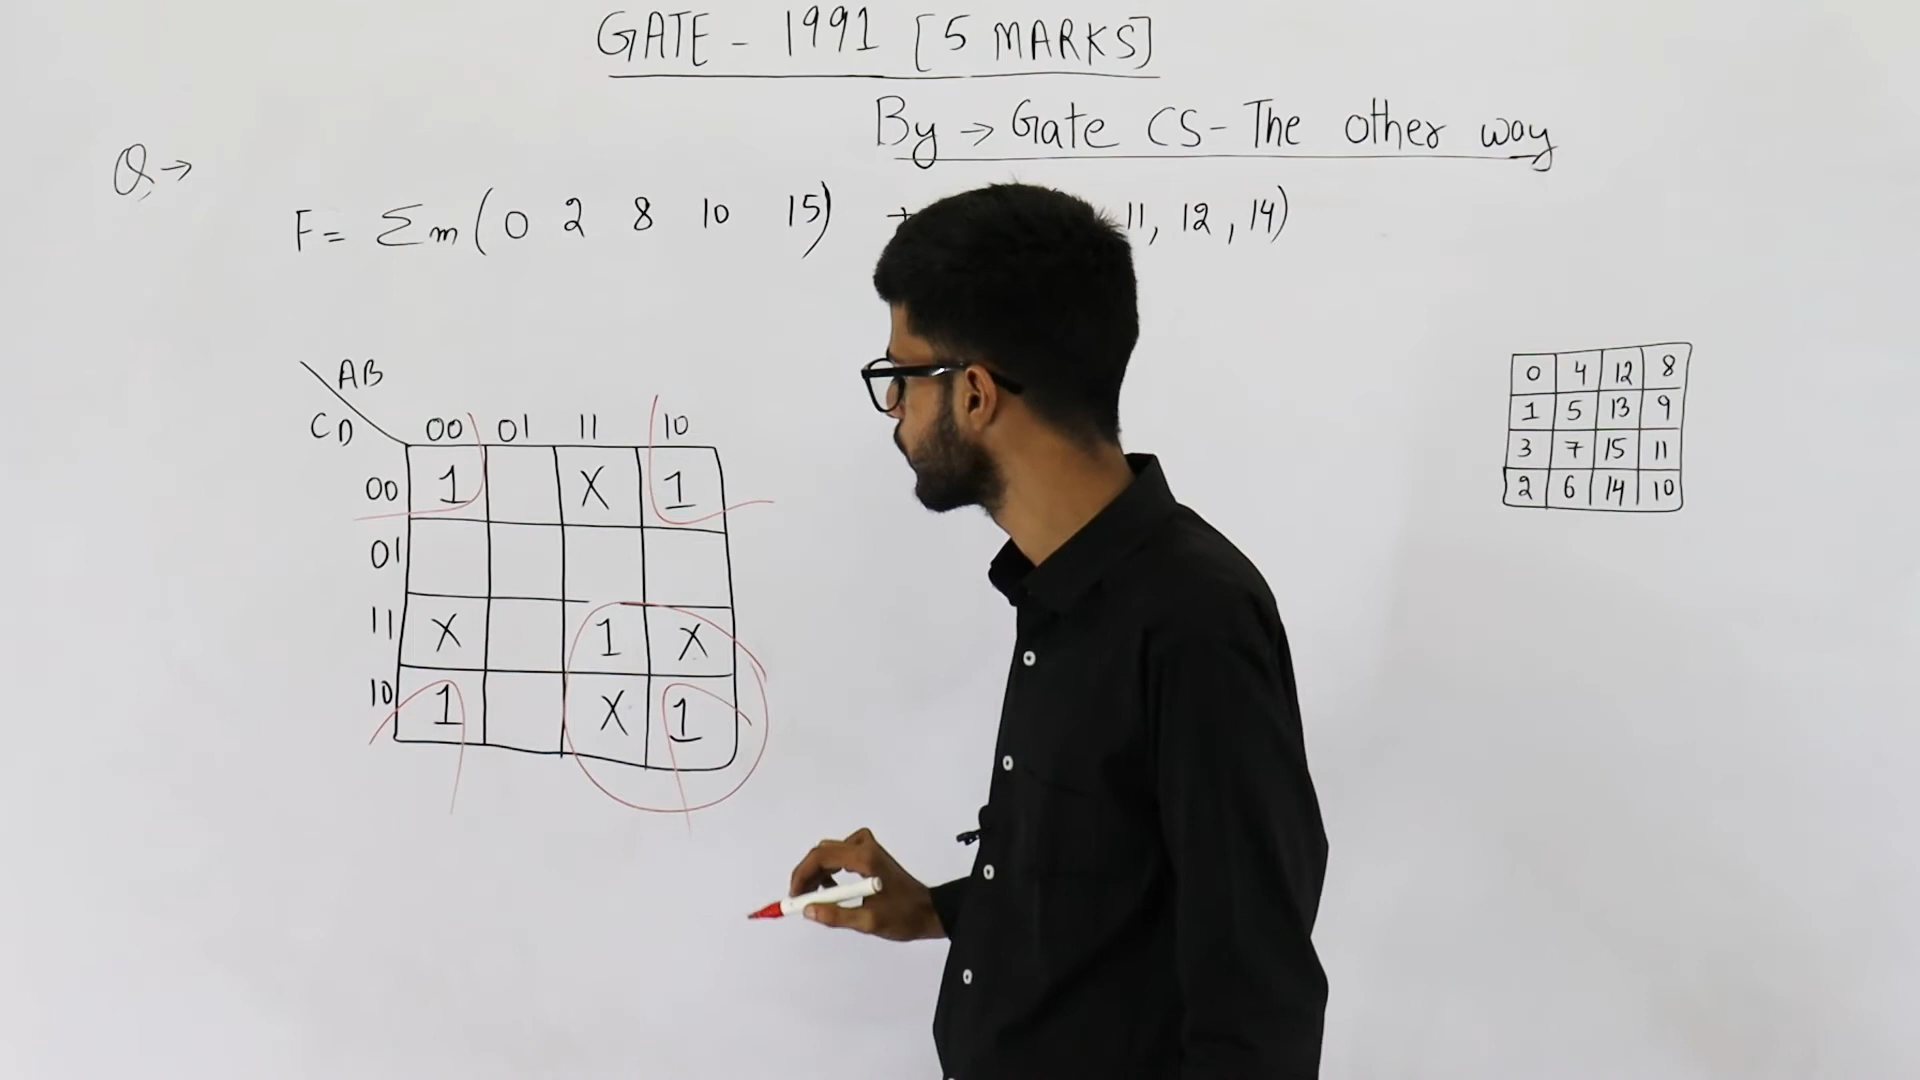 GATE - 1991 [5 MARKS]
By → Gate CS - The other way
Q →
F = Σm (0 2 8 10 15) + 11, 12, 14)
AB
CD 00 01 11 10
00 1 X 1
01
11 X 1 X
10 1 X 1
0 4 12 8
1 5 13 9
3 7 15 11
2 6 14 10